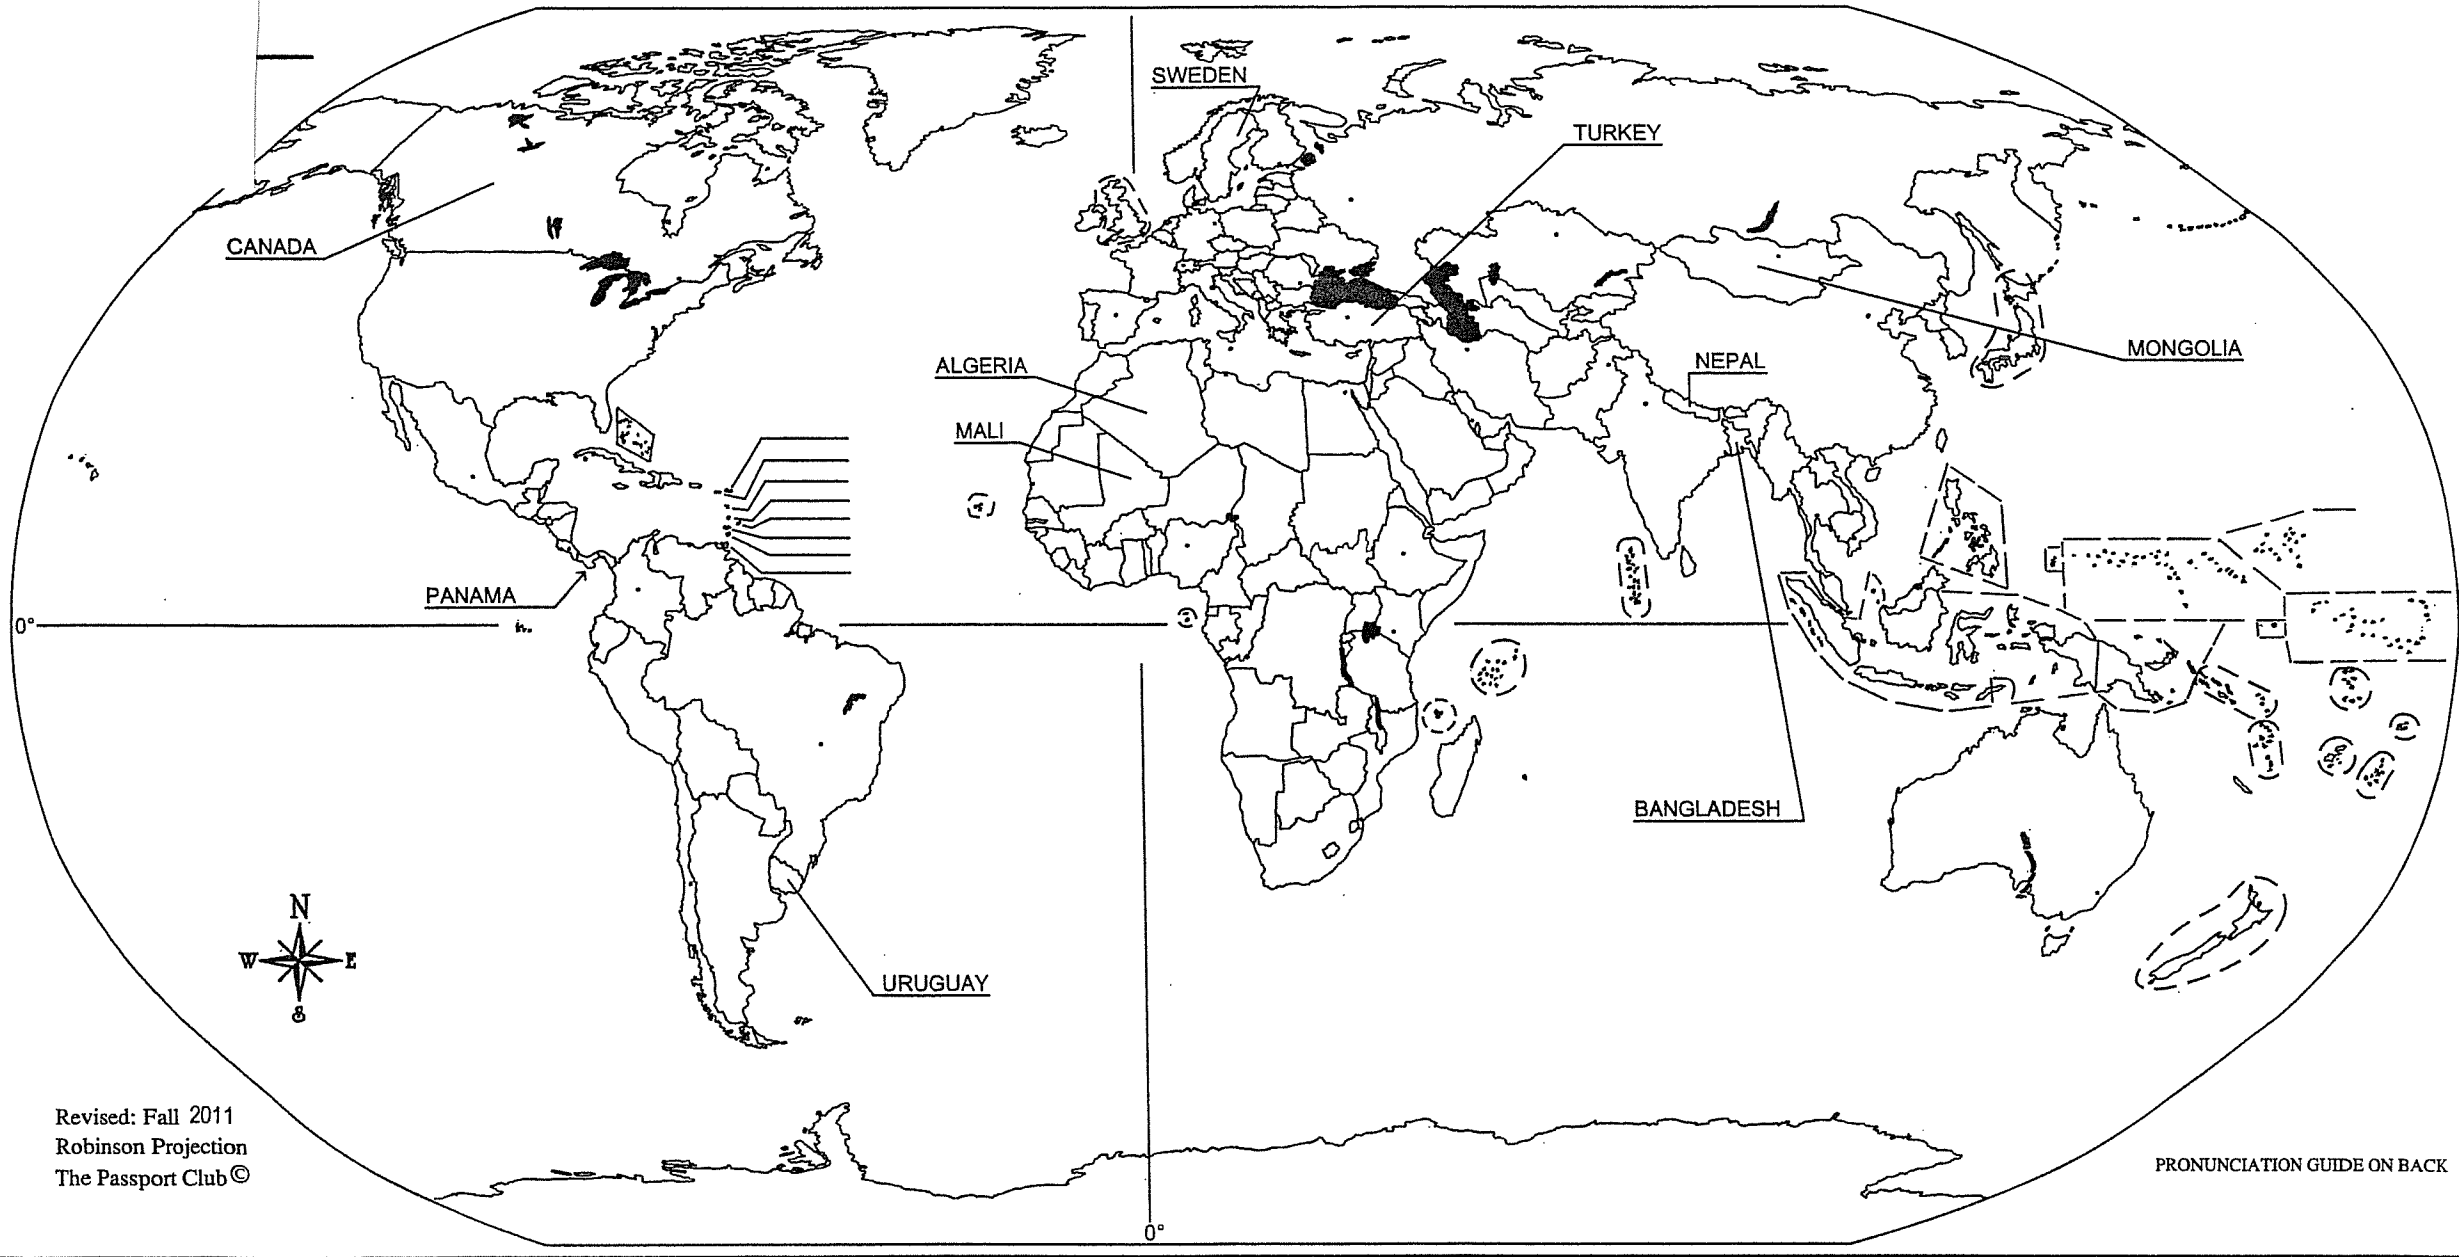 SWEDEN
TURKEY
CANADA
MONGOLIA
NEPAL
ALGERIA
MALI
PANAMA
0°
BANGLADESH
N
W E
S
URUGUAY
Revised: Fall 2011
Robinson Projection
The Passport Club ©
PRONUNCIATION GUIDE ON BACK
0°